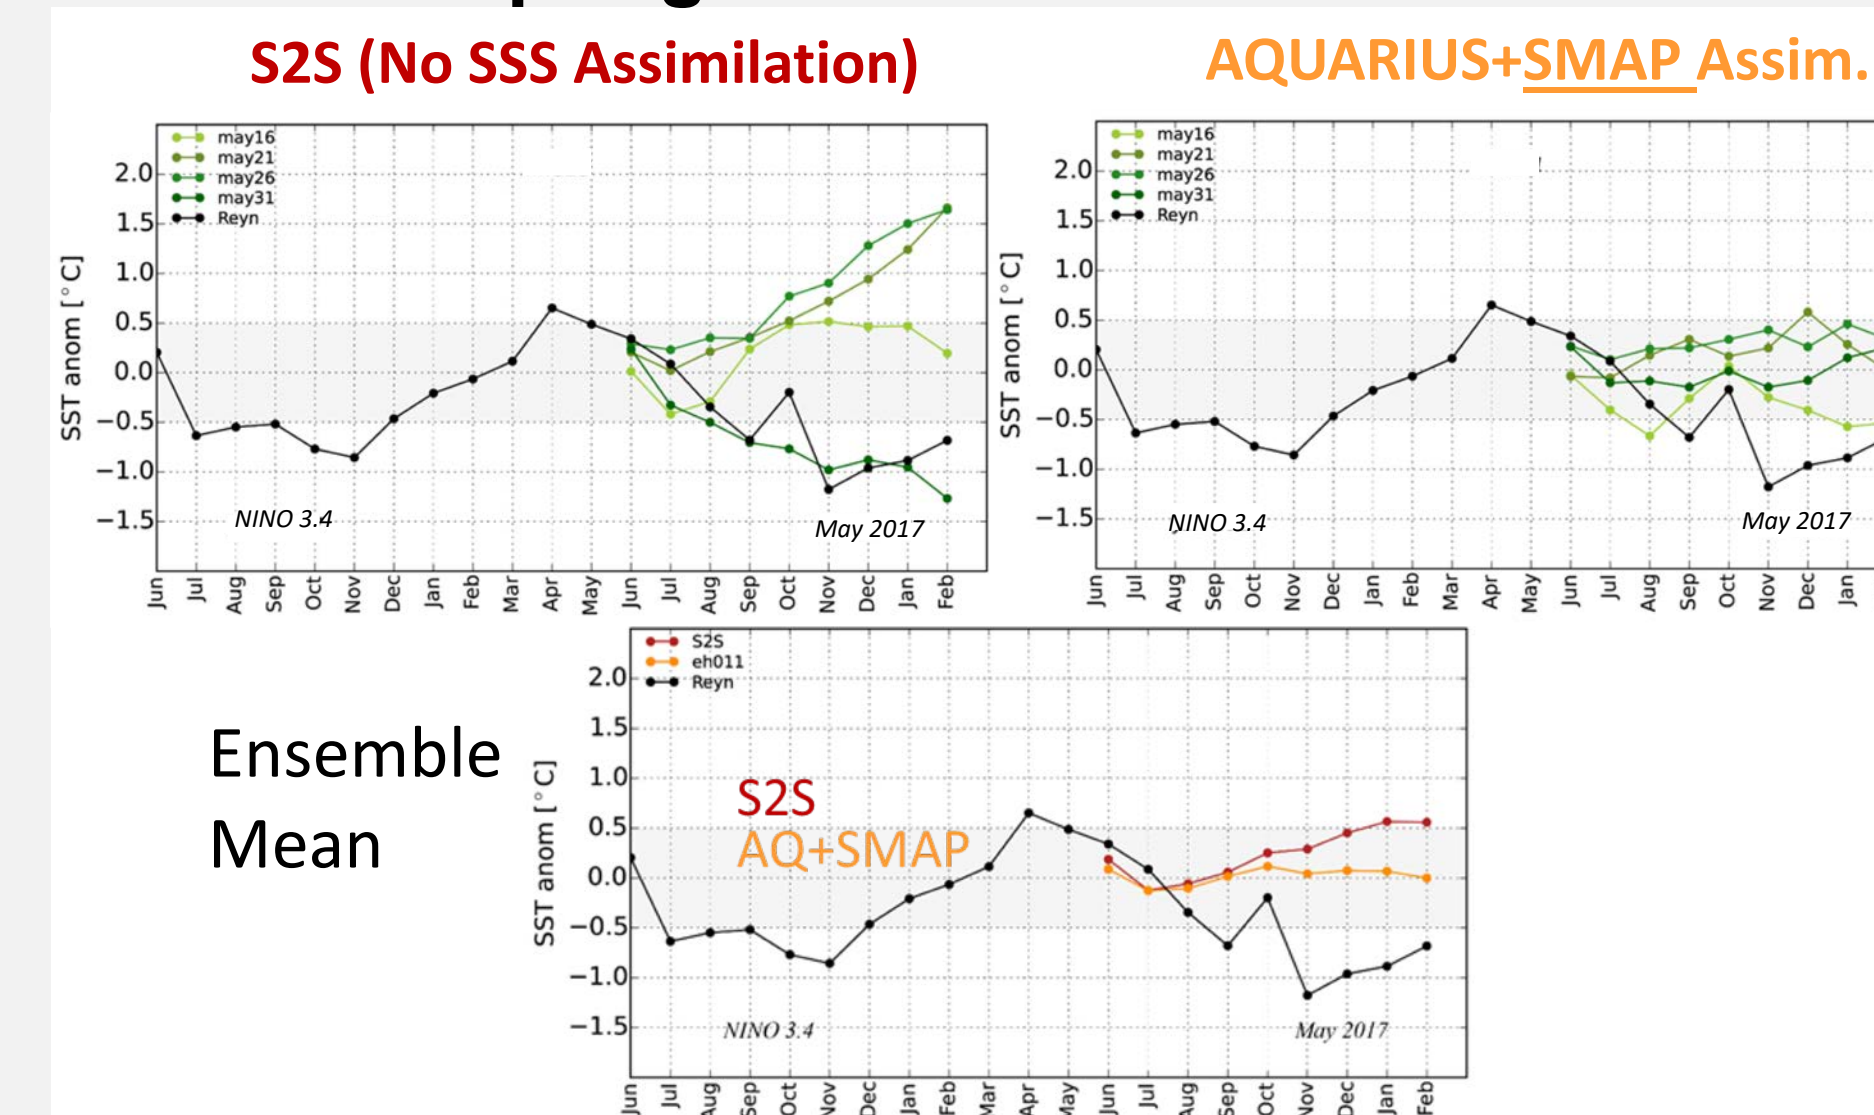 S2S (No SSS Assimilation)
AQUARIUS+SMAP Assim.
may16
may21
may26
may31
Reyn
2.0
1.5
1.0
0.5
0.0
−0.5
−1.0
−1.5
SST anom [°C]
NINO 3.4
May 2017
Jun Jul Aug Sep Oct Nov Dec Jan Feb Mar Apr May Jun Jul Aug Sep Oct Nov Dec Jan Feb
may16
may21
may26
may31
Reyn
2.0
1.5
1.0
0.5
0.0
−0.5
−1.0
−1.5
SST anom [°C]
NINO 3.4
May 2017
Jun Jul Aug Sep Oct Nov Dec Jan Feb Mar Apr May Jun Jul Aug Sep Oct Nov Dec Jan
Ensemble
Mean
S2S
eh011
Reyn
2.0
1.5
1.0
0.5
0.0
−0.5
−1.0
−1.5
SST anom [°C]
S2S
AQ+SMAP
NINO 3.4
May 2017
Jun Jul Aug Sep Oct Nov Dec Jan Feb Mar Apr May Jun Jul Aug Sep Oct Nov Dec Jan Feb